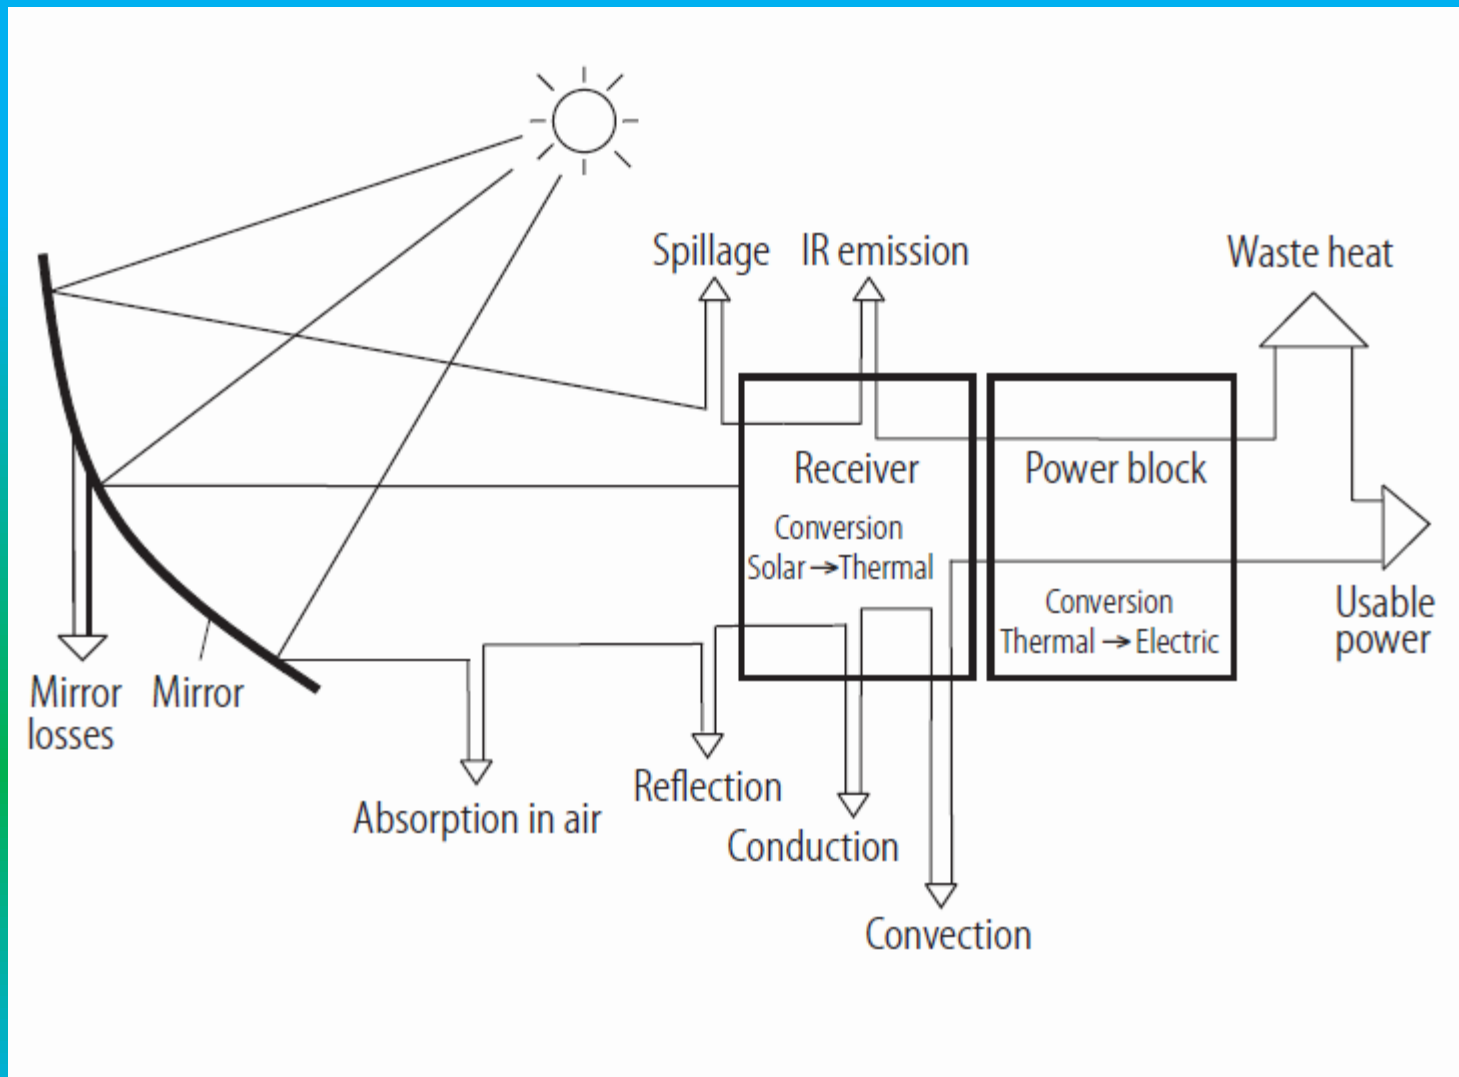 Spillage
IR emission
Waste heat
Receiver
Conversion
Solar → Thermal
Power block
Conversion
Thermal → Electric
Usable
power
Mirror
losses
Mirror
Absorption in air
Reflection
Conduction
Convection